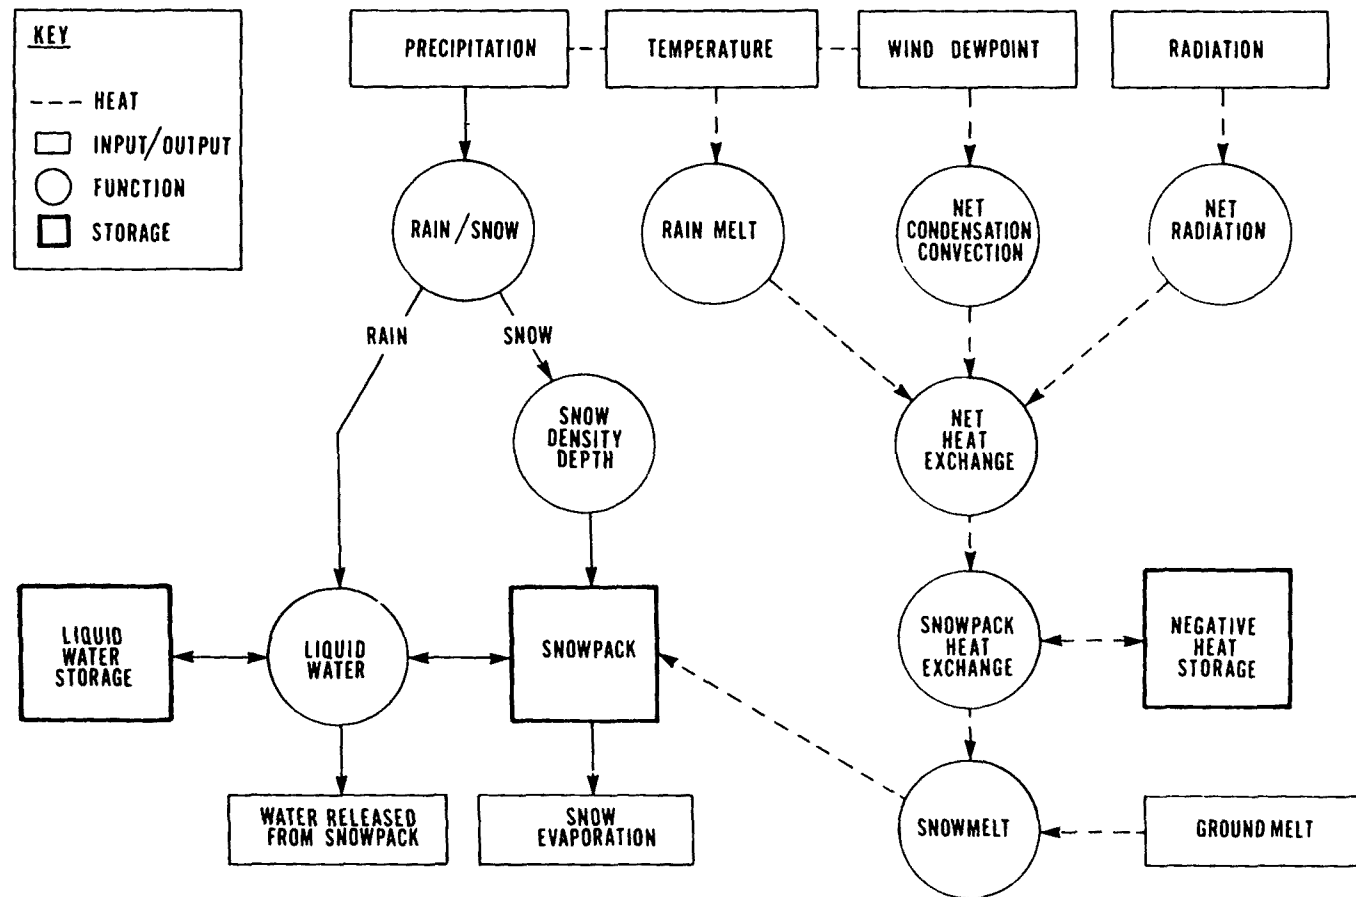 KEY
HEAT
INPUT/OUTPUT
FUNCTION
STORAGE
PRECIPITATION
TEMPERATURE
WIND DEWPOINT
RADIATION
RAIN/SNOW
RAIN MELT
NET
CONDENSATION
CONVECTION
NET
RADIATION
RAIN
SNOW
SNOW
DENSITY
DEPTH
NET
HEAT
EXCHANGE
LIQUID
WATER
STORAGE
LIQUID
WATER
SNOWPACK
SNOWPACK
HEAT
EXCHANGE
NEGATIVE
HEAT
STORAGE
WATER RELEASED
FROM SNOWPACK
SNOW
EVAPORATION
SNOWMELT
GROUND MELT